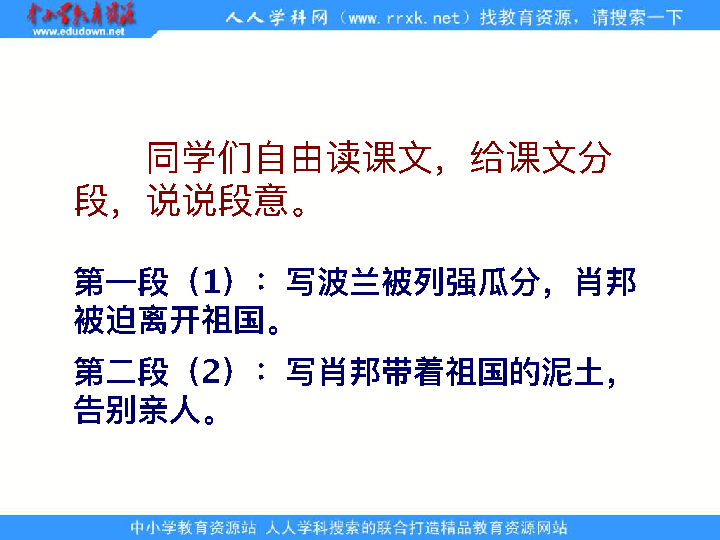 中小学教育资源
www.edudown.net
人人学科网（www.rrxk.net）找教育资源，请搜索一下
同学们自由读课文，给课文分
段，说说段意。
第一段（1）：写波兰被列强瓜分，肖邦
被迫离开祖国。
第二段（2）：写肖邦带着祖国的泥土，
告别亲人。
中小学教育资源站 人人学科搜索的联合打造精品教育资源网站